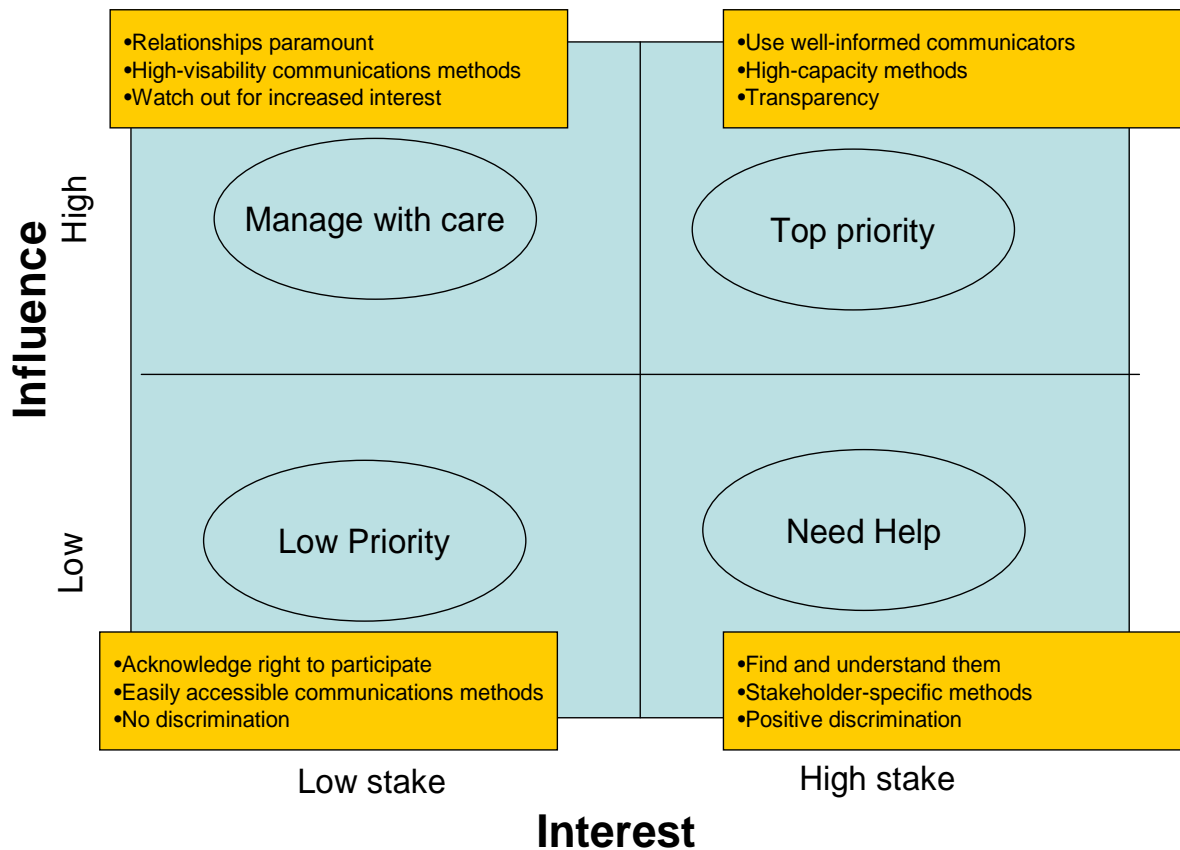 •Relationships paramount
•High-visability communications methods
•Watch out for increased interest
•Use well-informed communicators
•High-capacity methods
•Transparency
Influence
High
Manage with care
Top priority
Low
Low Priority
Need Help
•Acknowledge right to participate
•Easily accessible communications methods
•No discrimination
•Find and understand them
•Stakeholder-specific methods
•Positive discrimination
Low stake
High stake
Interest